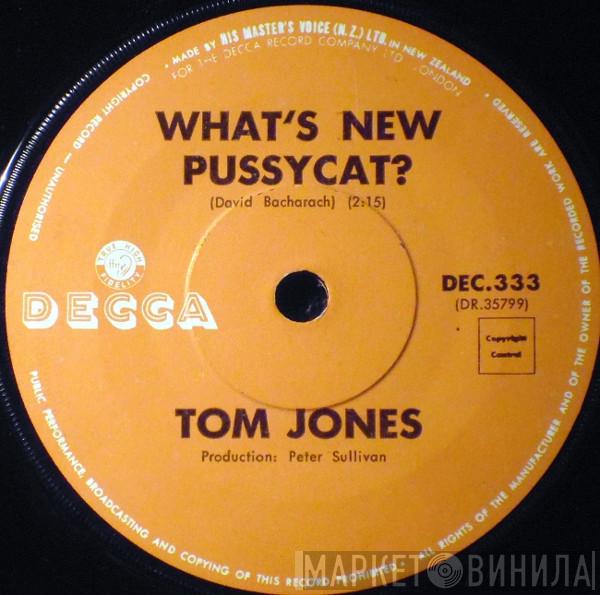 • MADE BY HIS MASTER'S VOICE (N.Z.) LTD. IN NEW ZEALAND •
FOR THE DECCA RECORD COMPANY LTD. LONDON
WHAT'S NEW
PUSSYCAT?
(David Bacharach) (2:15)
TRUE HIGH
ffrr
FIDELITY
DECCA
DEC.333
(DR.35799)
Copyright
Control
TOM JONES
Production: Peter Sullivan
ALL RIGHTS OF THE MANUFACTURER AND OF THE OWNER OF THE RECORDED WORK ARE RESERVED •
COPYRIGHT RECORD — UNAUTHORISED
PUBLIC PERFORMANCE, BROADCASTING AND COPYING OF THIS RECORD PROHIBITED •
МАРКЕТ ВИНИЛА